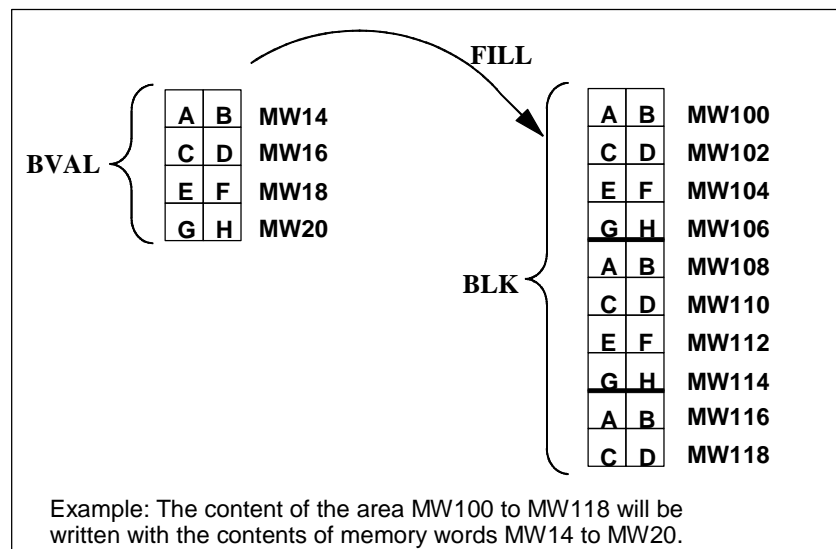 FILL
A B MW14
C D MW16
E F MW18
G H MW20
BVAL
A B MW100
C D MW102
E F MW104
G H MW106
A B MW108
C D MW110
E F MW112
G H MW114
A B MW116
C D MW118
BLK
Example: The content of the area MW100 to MW118 will be
written with the contents of memory words MW14 to MW20.